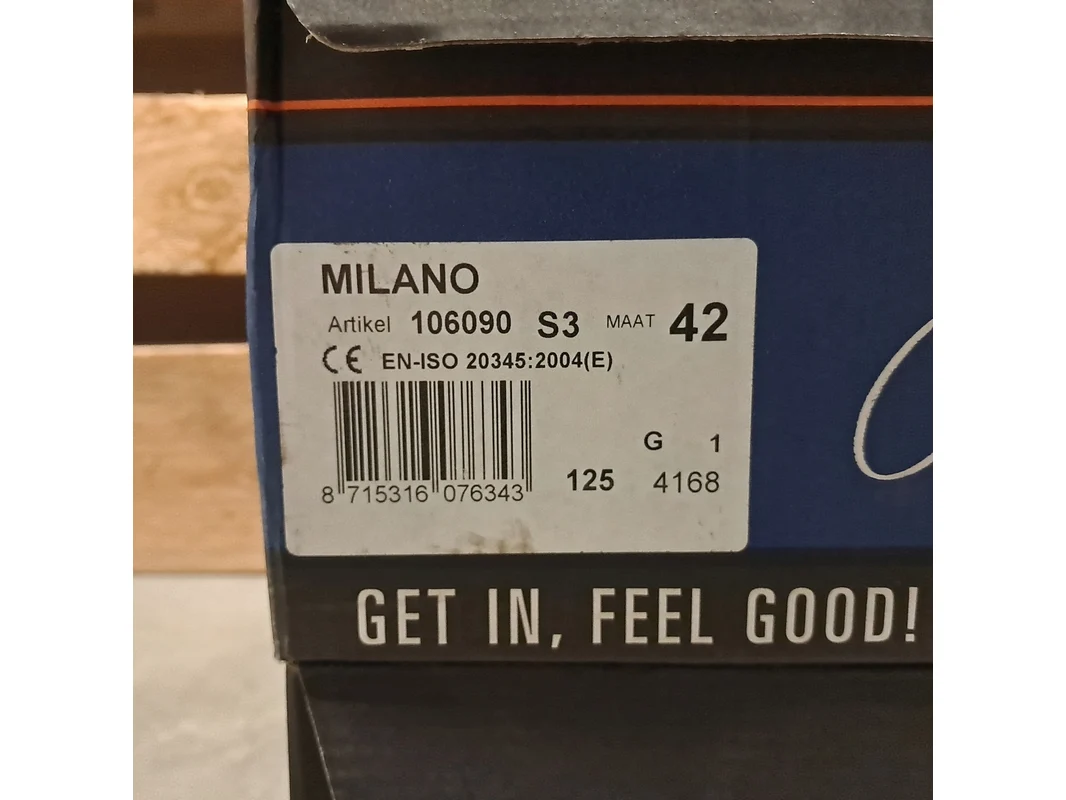 MILANO
Artikel 106090 S3 MAAT 42
CE EN-ISO 20345:2004(E)
G 1
8 715316 076343 125 4168
GET IN, FEEL GOOD!